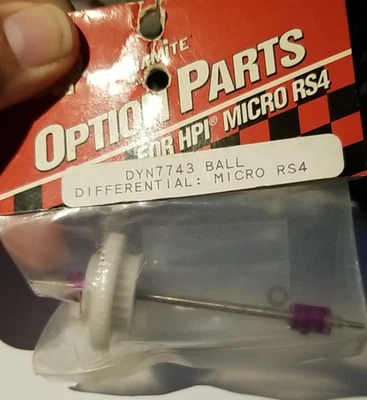 OPTION PARTS
FOR HPI® MICRO RS4
DYN7743 BALL
DIFFERENTIAL: MICRO RS4